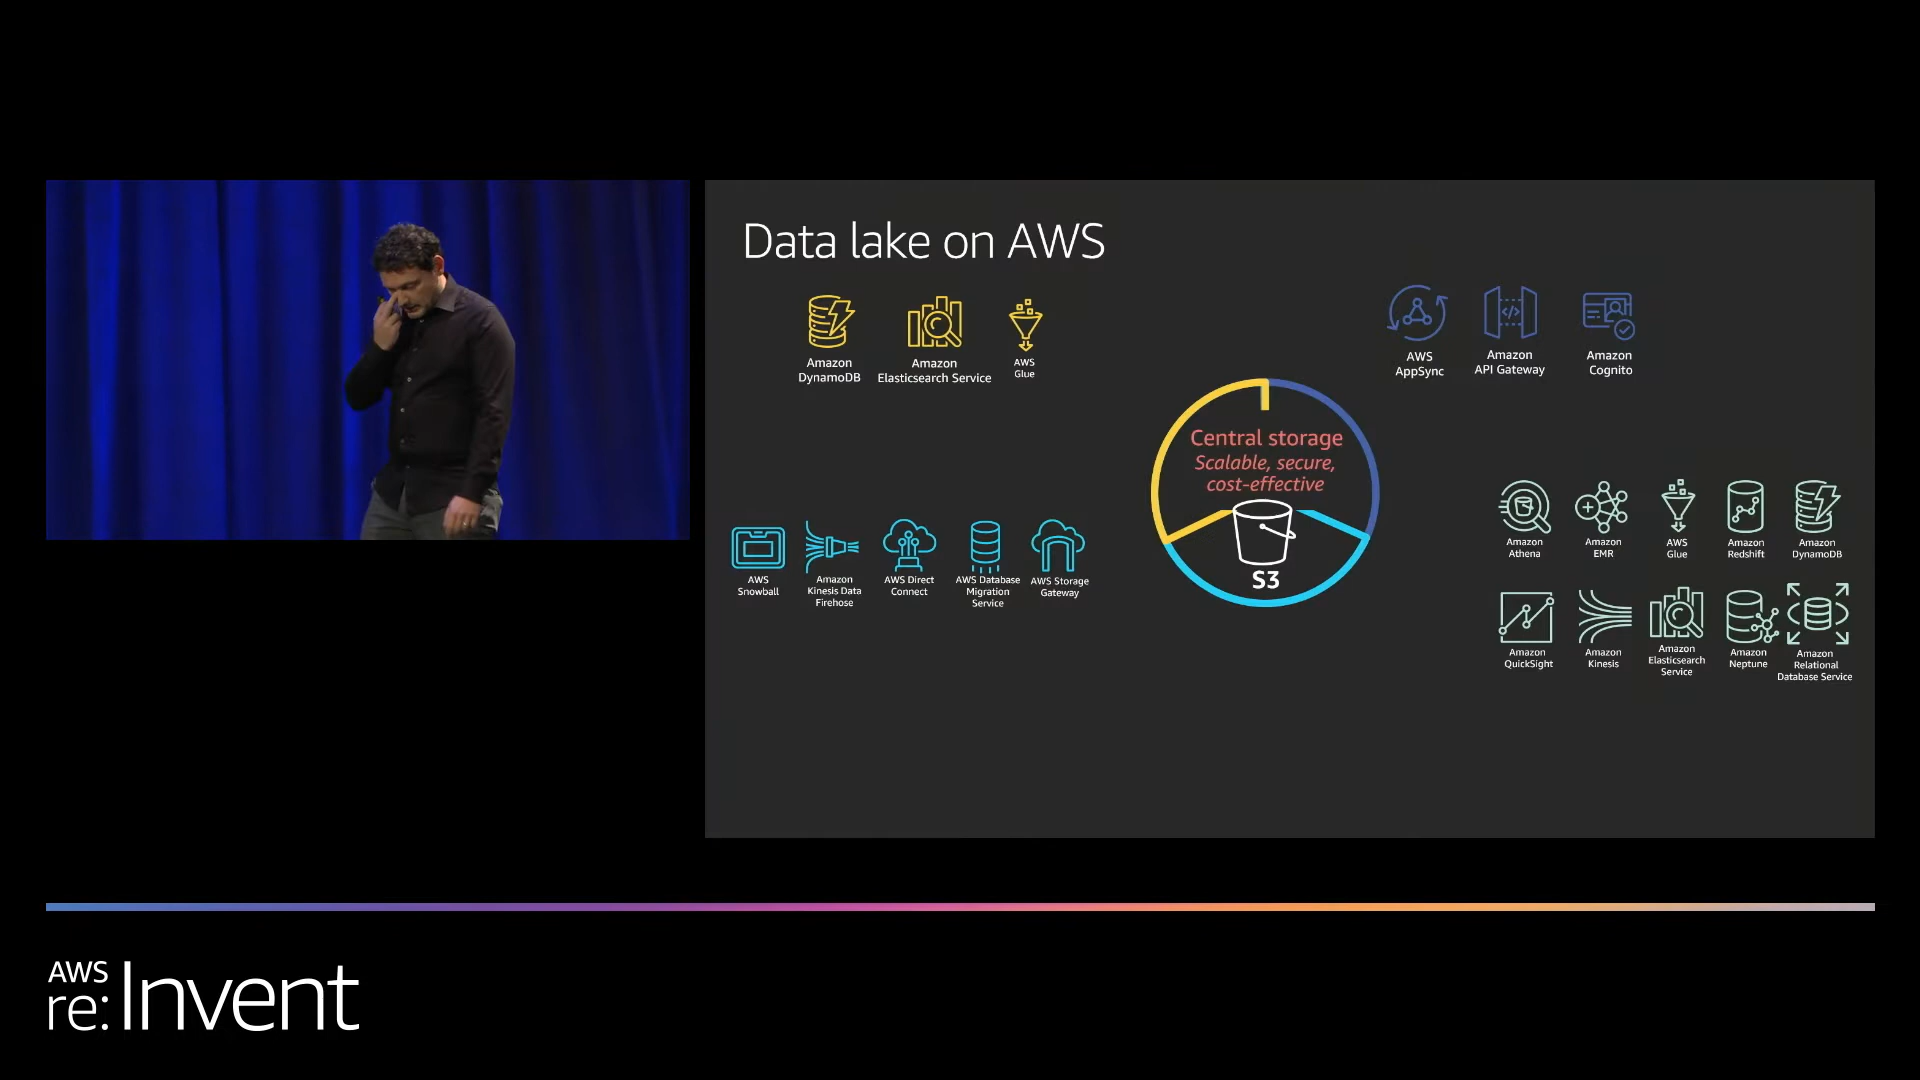 Data lake on AWS
Amazon
DynamoDB
Amazon
Elasticsearch Service
AWS
Glue
AWS
AppSync
Amazon
API Gateway
Amazon
Cognito
Central storage
Scalable, secure,
cost-effective
S3
AWS
Snowball
Amazon
Kinesis Data
Firehose
AWS Direct
Connect
AWS Database
Migration
Service
AWS Storage
Gateway
Amazon
Athena
Amazon
EMR
AWS
Glue
Amazon
Redshift
Amazon
DynamoDB
Amazon
QuickSight
Amazon
Kinesis
Amazon
Elasticsearch
Service
Amazon
Neptune
Amazon
Relational
Database Service
AWS
re:Invent